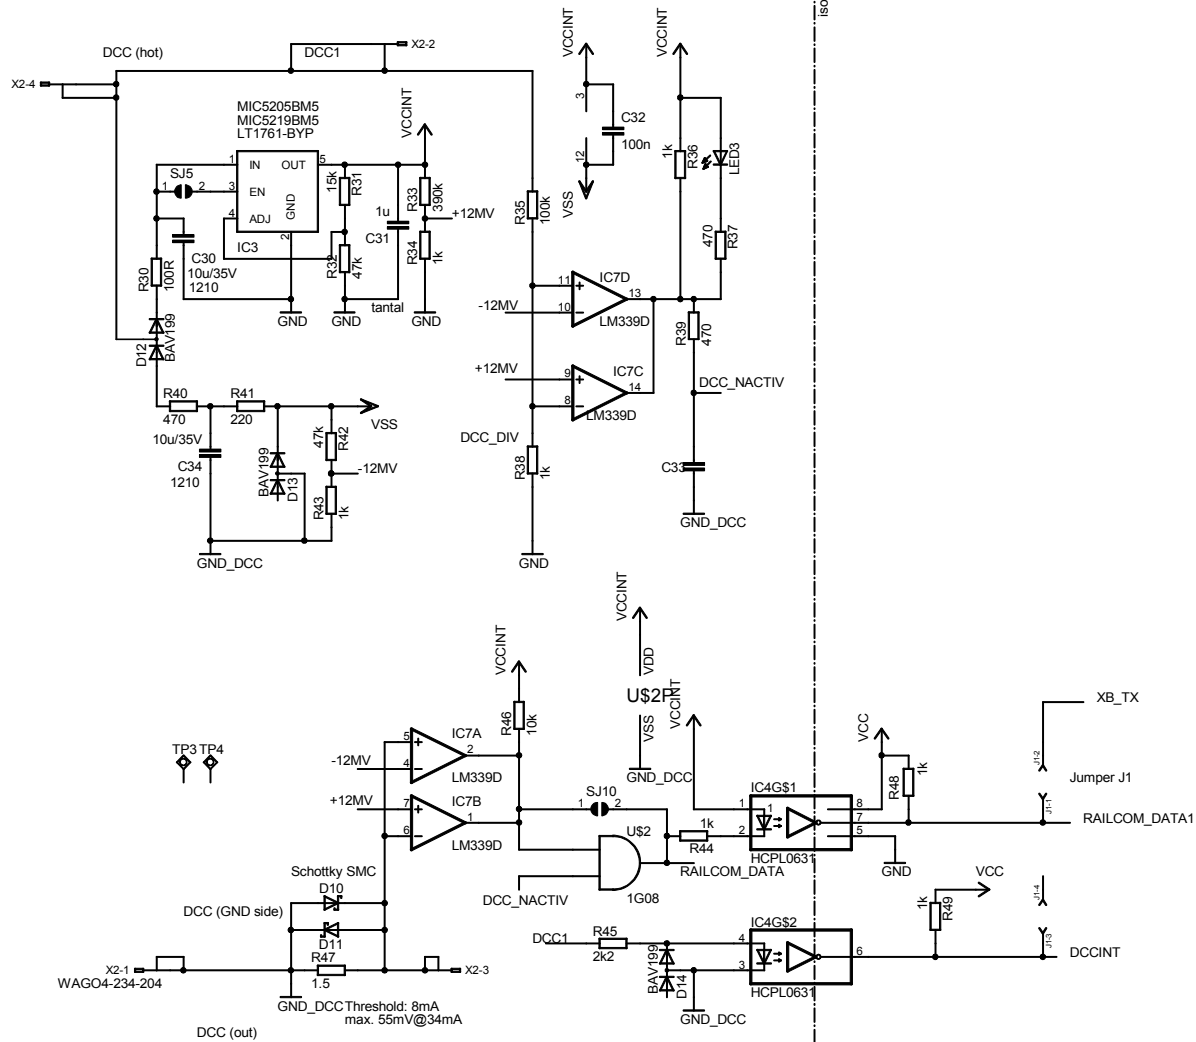 iso
DCC (hot)
DCC1
X2-2
X2-4
VCCINT
VCCINT
MIC5205BM5
MIC5219BM5
LT1761-BYP
VCCINT
3
C32
100n
12
VSS
1k
R36
LED3
470
R37
SJ5
1 2
1 IN OUT 5
3 EN
4 ADJ
GND
2
IC3
15k
R31
R32
47k
1u
C31
tantal
R33
390k
+12MV
R34
1k
R35
100k
C30
10u/35V
1210
R30
100R
GND
GND
GND
BAV199
D12
11
10
-12MV
IC7D
13
LM339D
R39
470
+12MV
9
8
IC7C
14
LM339D
DCC_NACTIV
R40
470
R41
220
VSS
10u/35V
C34
1210
BAV199
D13
47k
R42
-12MV
R43
1k
DCC_DIV
R38
1k
C33
GND_DCC
GND_DCC
GND
VCCINT
VDD
U$2P
VSS
GND_DCC
VCCINT
VCCINT
R46
10k
TP3 TP4
5
4
-12MV
IC7A
2
LM339D
+12MV
7
6
IC7B
1
LM339D
SJ10
1 2
U$2
1G08
DCC_NACTIV
1k
R44
RAILCOM_DATA
IC4G$1
1
2
1
8
7
5
HCPL0631
VCC
R48
1k
GND
XB_TX
J1-2
Jumper J1
J1-1
RAILCOM_DATA1
VCC
1k
R49
J1-4
J1-3
DCCINT
Schottky SMC
D10
DCC (GND side)
D11
R47
1.5
X2-1
WAGO4-234-204
X2-3
GND_DCC
Threshold: 8mA
max. 55mV@34mA
DCC (out)
DCC1
R45
2k2
BAV199
D14
GND_DCC
IC4G$2
4
3
6
HCPL0631